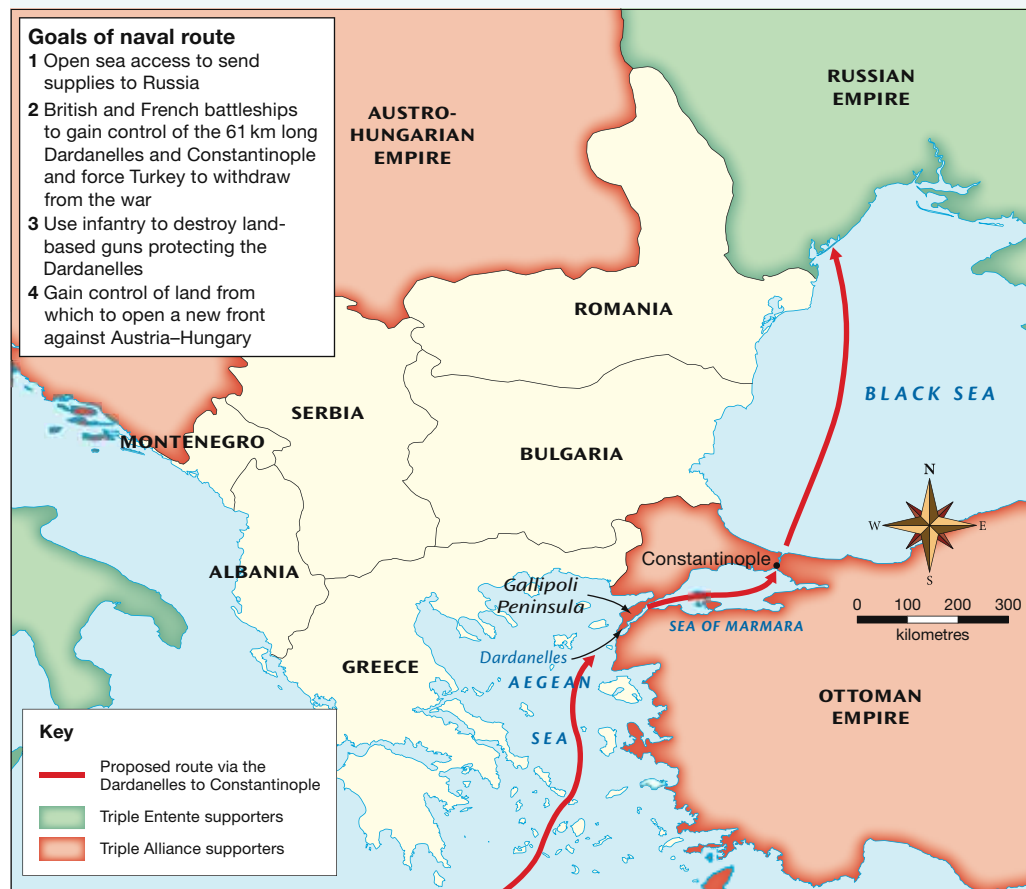 Goals of naval route
1 Open sea access to send
supplies to Russia
2 British and French battleships
to gain control of the 61 km long
Dardanelles and Constantinople
and force Turkey to withdraw
from the war
3 Use infantry to destroy land-
based guns protecting the
Dardanelles
4 Gain control of land from
which to open a new front
against Austria–Hungary
AUSTRO-
HUNGARIAN
EMPIRE
RUSSIAN
EMPIRE
ROMANIA
BLACK SEA
SERBIA
MONTENEGRO
BULGARIA
N
W
E
S
Constantinople
ALBANIA
Gallipoli
Peninsula
0 100 200 300
kilometres
SEA OF MARMARA
Dardanelles
GREECE
AEGEAN
SEA
OTTOMAN
EMPIRE
Key
Proposed route via the
Dardanelles to Constantinople
Triple Entente supporters
Triple Alliance supporters